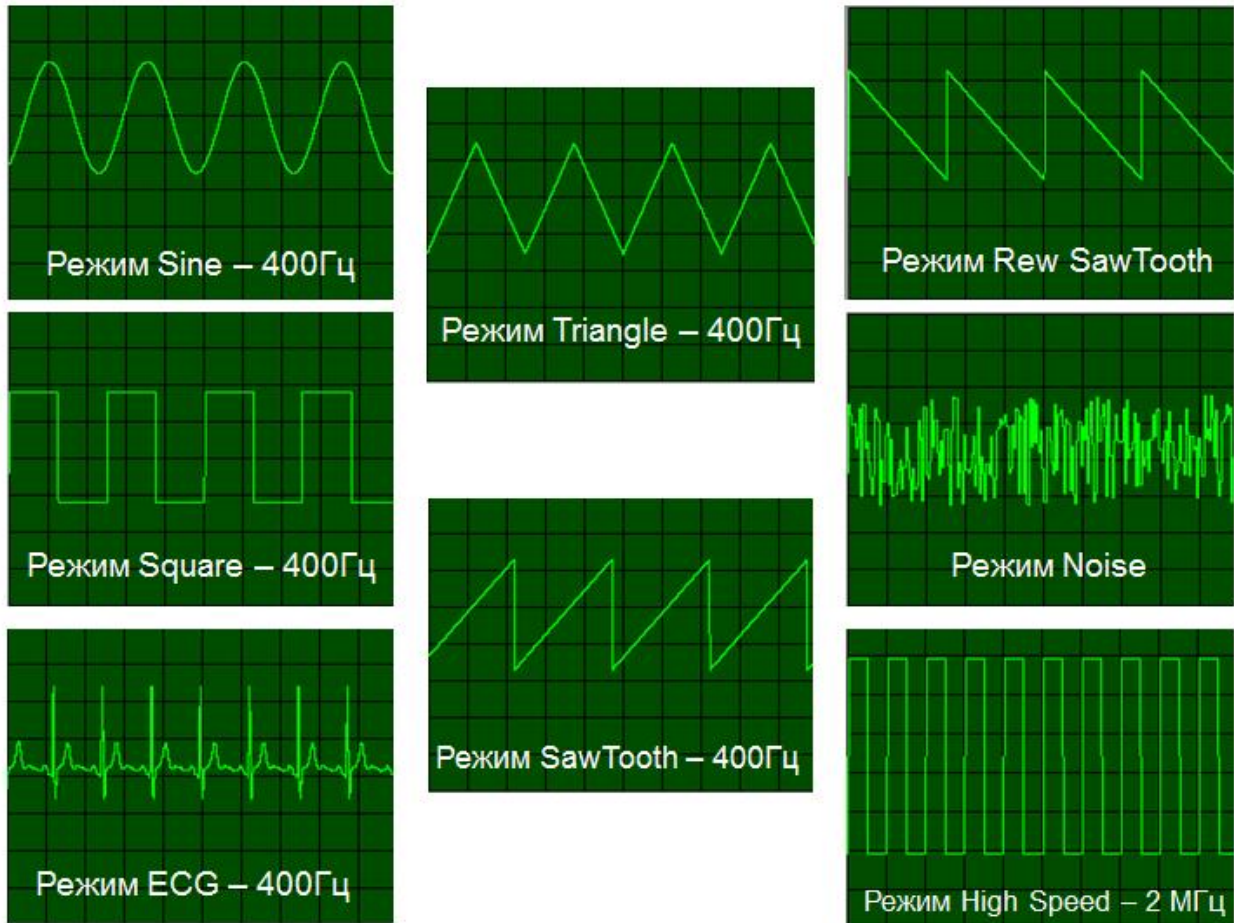 Режим Sine – 400Гц
Режим Triangle – 400Гц
Режим Rew SawTooth
Режим Square – 400Гц
Режим Noise
Режим SawTooth – 400Гц
Режим ECG – 400Гц
Режим High Speed – 2 МГц